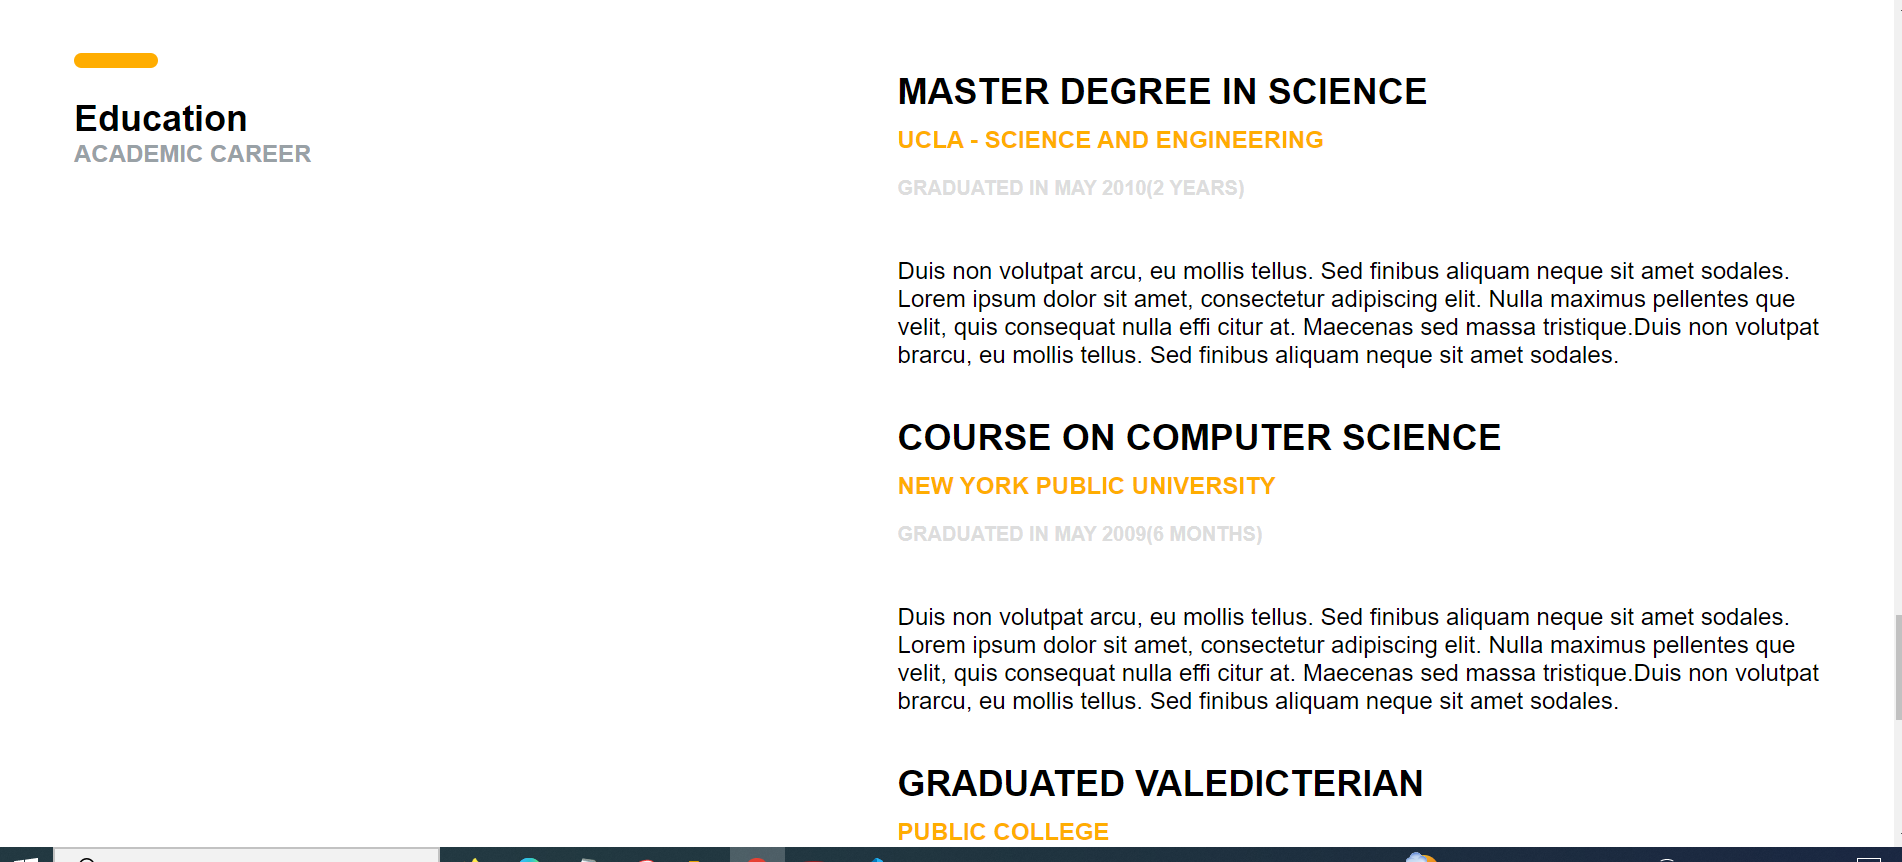 Education
ACADEMIC CAREER
MASTER DEGREE IN SCIENCE
UCLA - SCIENCE AND ENGINEERING
GRADUATED IN MAY 2010(2 YEARS)
Duis non volutpat arcu, eu mollis tellus. Sed finibus aliquam neque sit amet sodales.
Lorem ipsum dolor sit amet, consectetur adipiscing elit. Nulla maximus pellentes que
velit, quis consequat nulla effi citur at. Maecenas sed massa tristique.Duis non volutpat
brarcu, eu mollis tellus. Sed finibus aliquam neque sit amet sodales.
COURSE ON COMPUTER SCIENCE
NEW YORK PUBLIC UNIVERSITY
GRADUATED IN MAY 2009(6 MONTHS)
Duis non volutpat arcu, eu mollis tellus. Sed finibus aliquam neque sit amet sodales.
Lorem ipsum dolor sit amet, consectetur adipiscing elit. Nulla maximus pellentes que
velit, quis consequat nulla effi citur at. Maecenas sed massa tristique.Duis non volutpat
brarcu, eu mollis tellus. Sed finibus aliquam neque sit amet sodales.
GRADUATED VALEDICTERIAN
PUBLIC COLLEGE